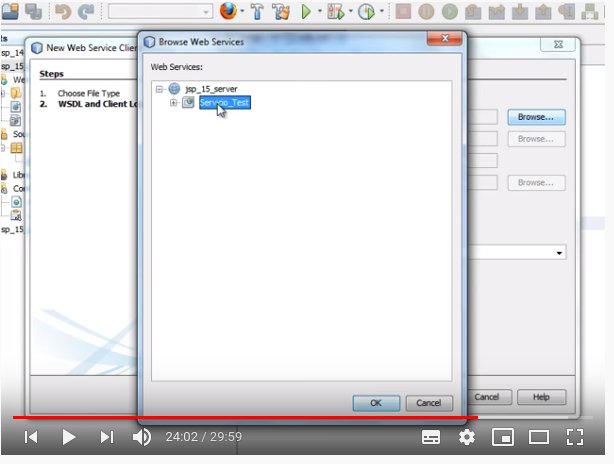 ts
sp_14
sp_15
We
Sou
Libr
Co
sp_15
New Web Service Clien
Steps
1. Choose File Type
2. WSDL and Client Lo
Browse Web Services
Web Services:
jsp_15_server
Servicio_Test
OK
Cancel
Browse...
Browse...
Browse...
Cancel
Help
24:02 / 29:59